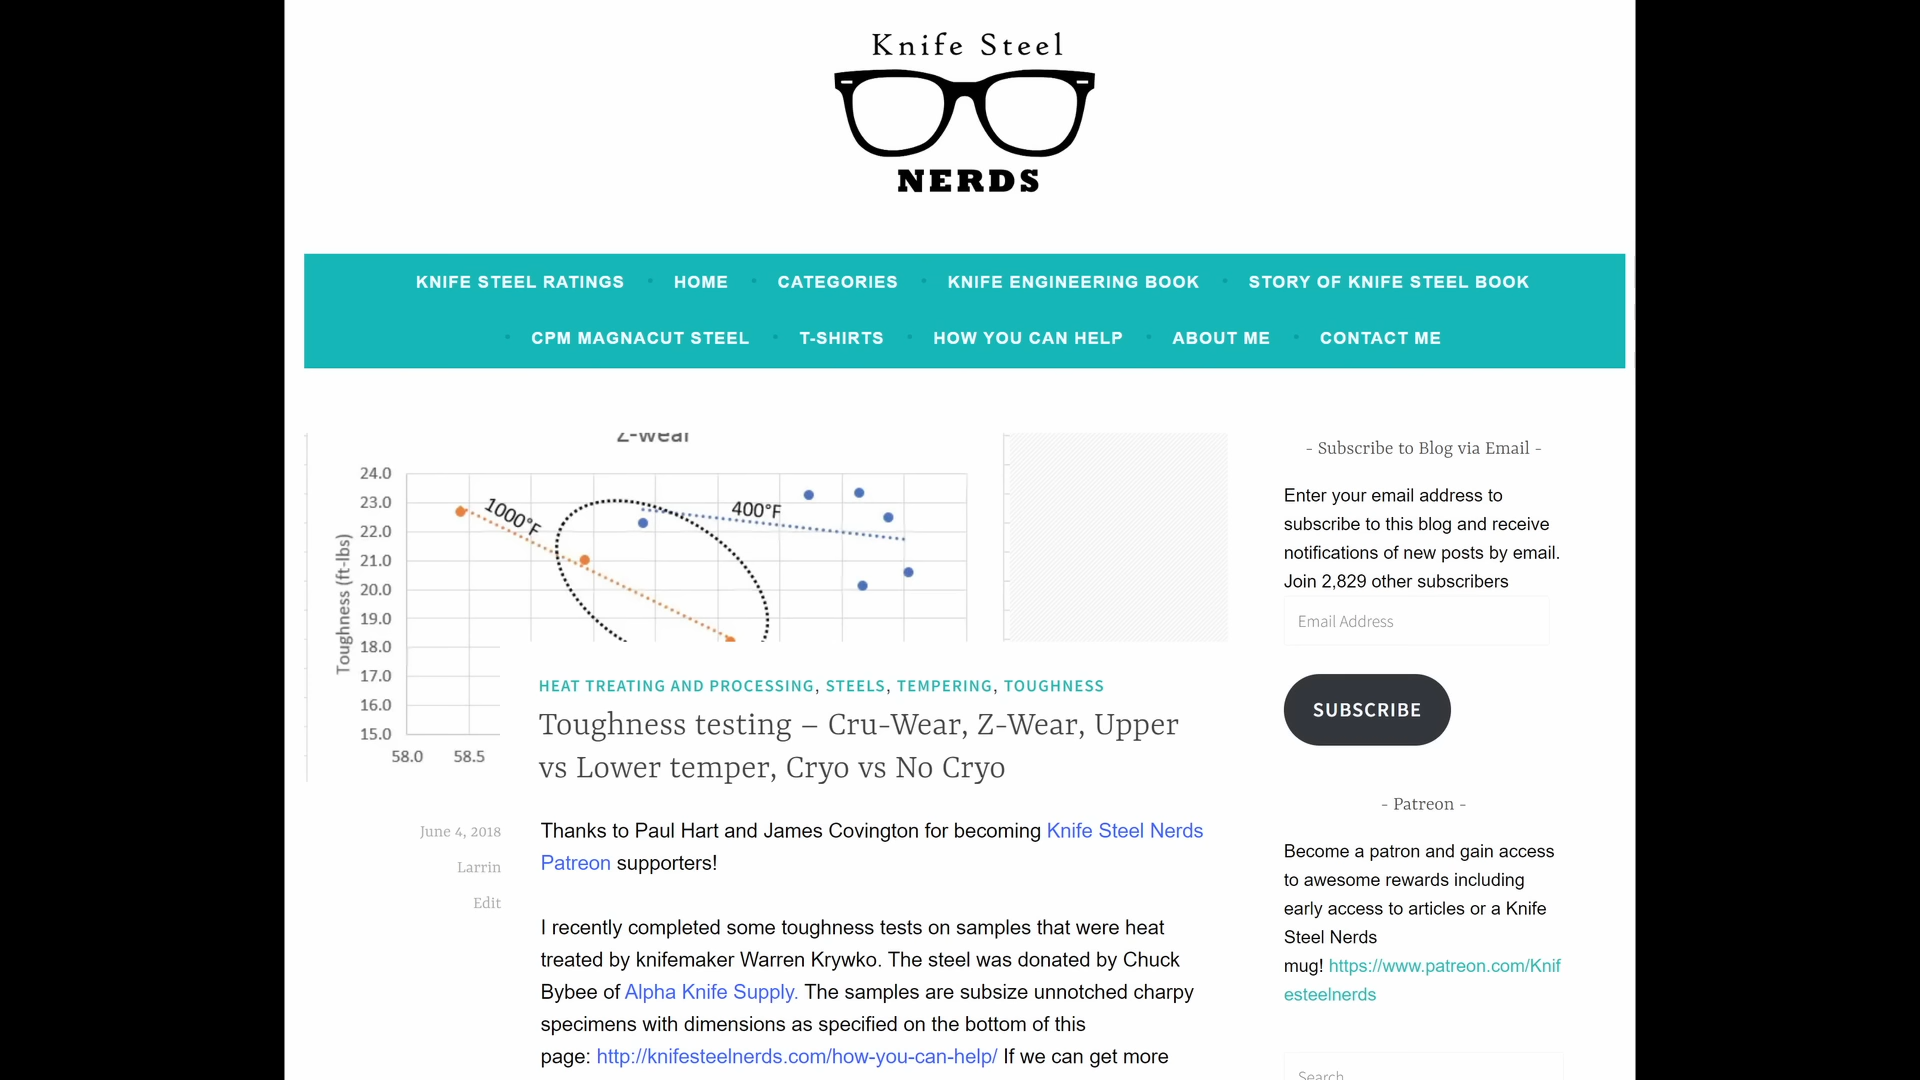 Knife Steel
NERDS
KNIFE STEEL RATINGS
HOME
CATEGORIES
KNIFE ENGINEERING BOOK
STORY OF KNIFE STEEL BOOK
CPM MAGNACUT STEEL
T-SHIRTS
HOW YOU CAN HELP
ABOUT ME
CONTACT ME
Z-wear
24.0
23.0
22.0
21.0
20.0
19.0
18.0
17.0
16.0
15.0
Toughness (ft-lbs)
1000°F
400°F
58.0
58.5
HEAT TREATING AND PROCESSING, STEELS, TEMPERING, TOUGHNESS
Toughness testing – Cru-Wear, Z-Wear, Upper
vs Lower temper, Cryo vs No Cryo
June 4, 2018
Larrin
Edit
Thanks to Paul Hart and James Covington for becoming Knife Steel Nerds
Patreon supporters!
I recently completed some toughness tests on samples that were heat
treated by knifemaker Warren Krywko. The steel was donated by Chuck
Bybee of Alpha Knife Supply. The samples are subsize unnotched charpy
specimens with dimensions as specified on the bottom of this
page: http://knifesteelnerds.com/how-you-can-help/ If we can get more
- Subscribe to Blog via Email -
Enter your email address to
subscribe to this blog and receive
notifications of new posts by email.
Join 2,829 other subscribers
Email Address
SUBSCRIBE
- Patreon -
Become a patron and gain access
to awesome rewards including
early access to articles or a Knife
Steel Nerds
mug! https://www.patreon.com/Knif
esteelnerds
Search